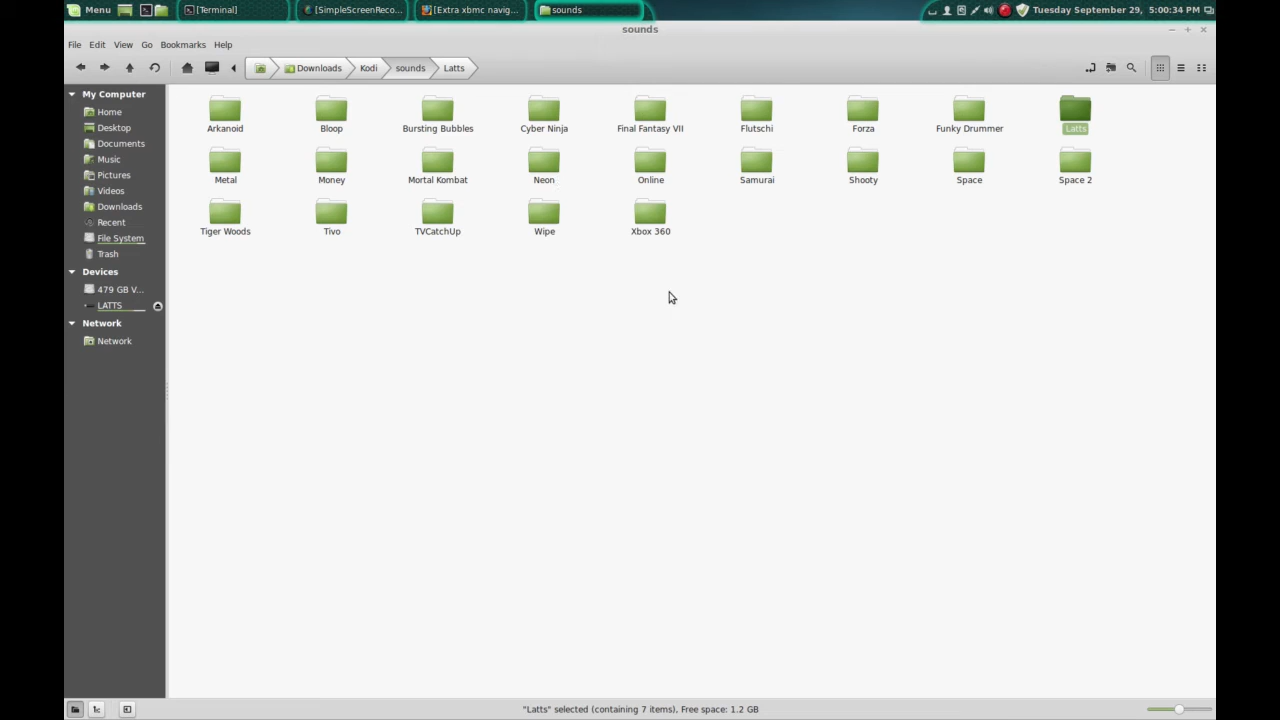 Menu [Terminal] [SimpleScreenReco... [Extra xbmc navig... sounds Tuesday September 29, 5:00:34 PM
sounds
File Edit View Go Bookmarks Help
Downloads Kodi sounds Latts
My Computer
Home
Desktop
Documents
Music
Pictures
Videos
Downloads
Recent
File System
Trash
Devices
479 GB V...
LATTS
Network
Network
Arkanoid Bloop Bursting Bubbles Cyber Ninja Final Fantasy VII Flutschi Forza Funky Drummer Latts
Metal Money Mortal Kombat Neon Online Samurai Shooty Space Space 2
Tiger Woods Tivo TVCatchUp Wipe Xbox 360
"Latts" selected (containing 7 items), Free space: 1.2 GB